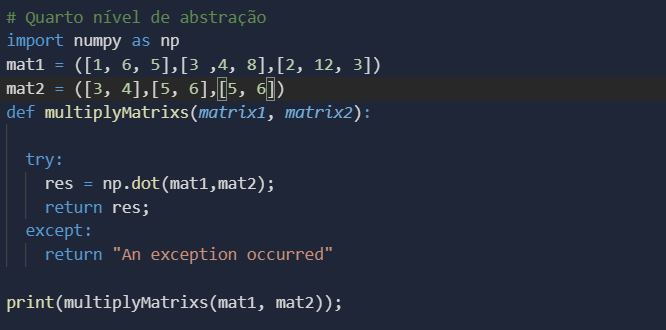 # Quarto nível de abstração
import numpy as np
mat1 = ([1, 6, 5],[3 ,4, 8],[2, 12, 3])
mat2 = ([3, 4],[5, 6],[5, 6])
def multiplyMatrixs(matrix1, matrix2):
try:
res = np.dot(mat1,mat2);
return res;
except:
return "An exception occurred"
print(multiplyMatrixs(mat1, mat2));